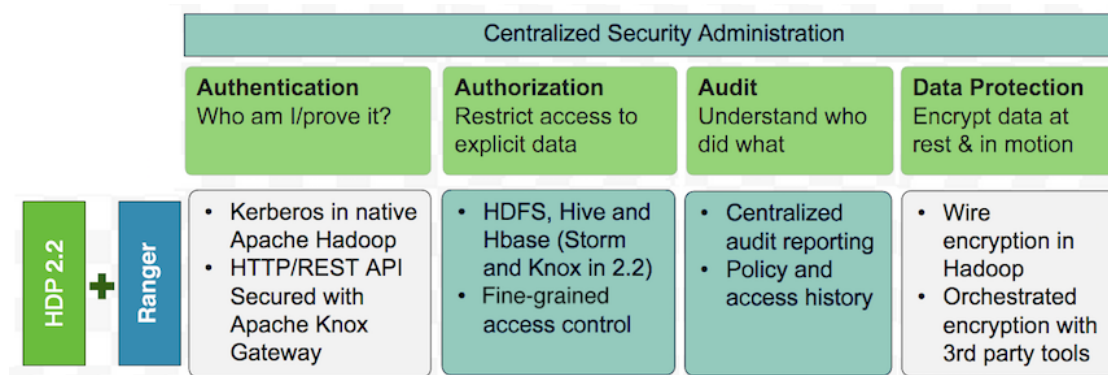 Centralized Security Administration
Authentication
Who am I/prove it?
Authorization
Restrict access to
explicit data
Audit
Understand who
did what
Data Protection
Encrypt data at
rest & in motion
HDP 2.2
+
Ranger
• Kerberos in native
Apache Hadoop
• HTTP/REST API
Secured with
Apache Knox
Gateway
• HDFS, Hive and
Hbase (Storm
and Knox in 2.2)
• Fine-grained
access control
• Centralized
audit reporting
• Policy and
access history
• Wire
encryption in
Hadoop
• Orchestrated
encryption with
3rd party tools